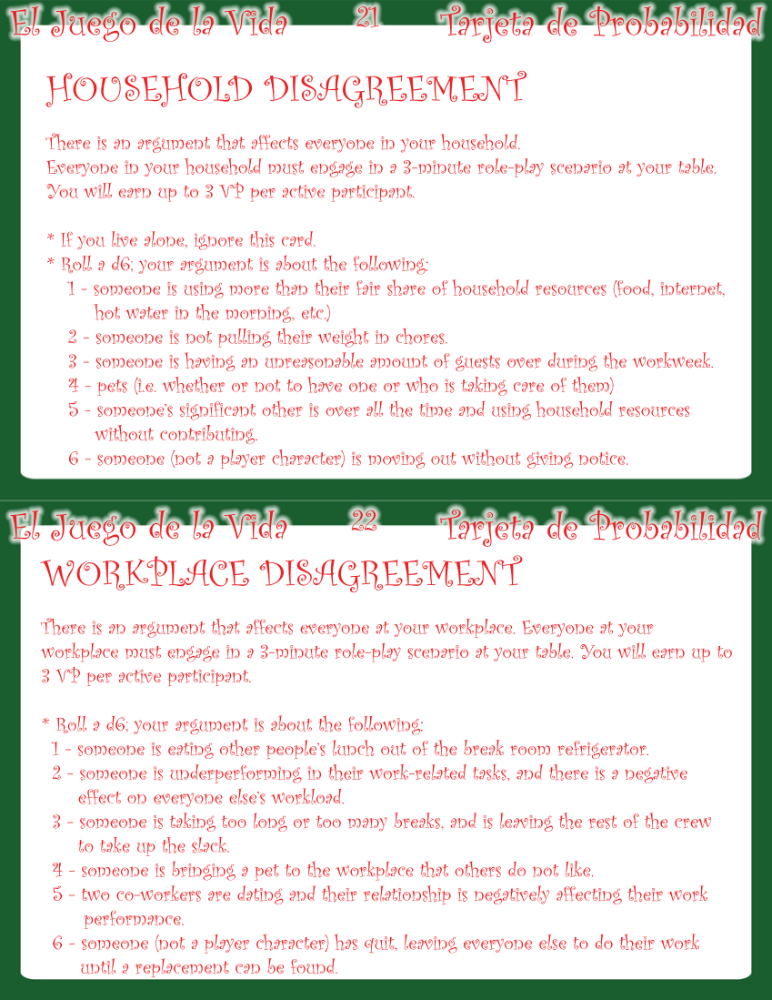 El Juego de la Vida 21 Tarjeta de Probabilidad
HOUSEHOLD DISAGREEMENT
There is an argument that affects everyone in your household.
Everyone in your household must engage in a 3-minute role-play scenario at your table.
You will earn up to 3 VP per active participant.
* If you live alone, ignore this card.
* Roll a d6; your argument is about the following:
1 - someone is using more than their fair share of household resources (food, internet,
hot water in the morning, etc.)
2 - someone is not pulling their weight in chores.
3 - someone is having an unreasonable amount of guests over during the workweek.
4 - pets (i.e. whether or not to have one or who is taking care of them)
5 - someone's significant other is over all the time and using household resources
without contributing.
6 - someone (not a player character) is moving out without giving notice.
El Juego de la Vida 22 Tarjeta de Probabilidad
WORKPLACE DISAGREEMENT
There is an argument that affects everyone at your workplace. Everyone at your
workplace must engage in a 3-minute role-play scenario at your table. You will earn up to
3 VP per active participant.
* Roll a d6; your argument is about the following:
1 - someone is eating other people's lunch out of the break room refrigerator.
2 - someone is underperforming in their work-related tasks, and there is a negative
effect on everyone else's workload.
3 - someone is taking too long or too many breaks, and is leaving the rest of the crew
to take up the slack.
4 - someone is bringing a pet to the workplace that others do not like.
5 - two co-workers are dating and their relationship is negatively affecting their work
performance.
6 - someone (not a player character) has quit, leaving everyone else to do their work
until a replacement can be found.